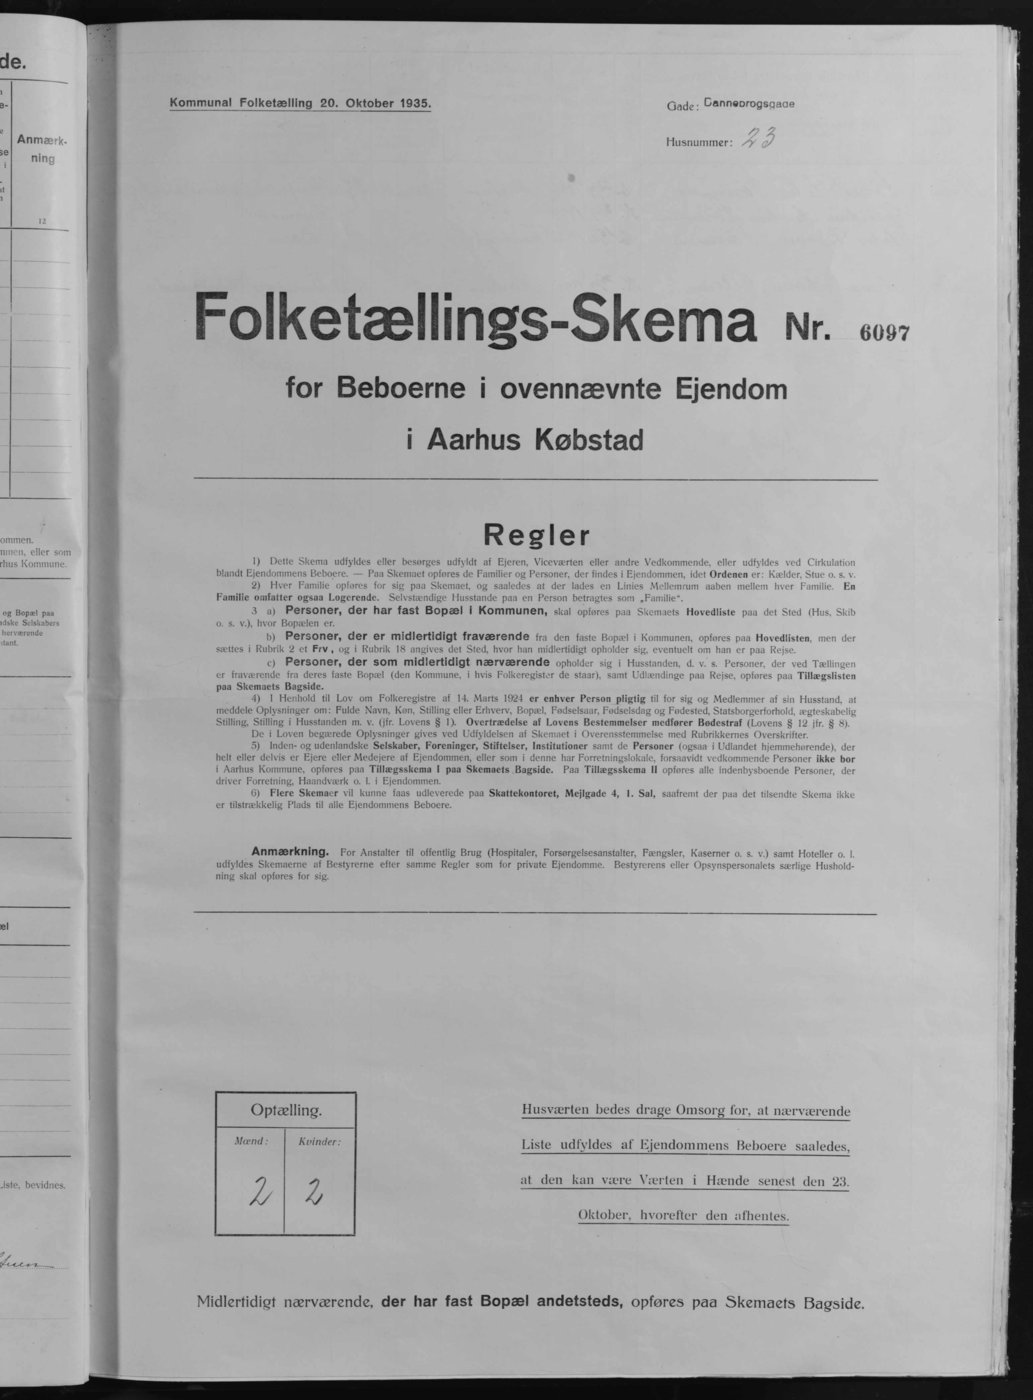 de.
Anmærk-
ning
12
ommen.
mmen, eller som
rhus Kommune.
og Bopæl paa
adske Selskabers
herværende
Liste, bevidnes.
Kommunal Folketælling 20. Oktober 1935.
Gade: Dannebrogsgade
Husnummer: 23
Folketællings-Skema Nr. 6097
for Beboerne i ovennævnte Ejendom
i Aarhus Købstad
Regler
1) Dette Skema udfyldes eller besørges udfyldt af Ejeren, Viceværten eller andre Vedkommende, eller udfyldes ved Cirkulation
blandt Ejendommens Beboere. — Paa Skemaet opføres de Familier og Personer, der findes i Ejendommen, idet Ordenen er: Kælder, Stue o. s. v.
2) Hver Familie opføres for sig paa Skemaet, og saaledes at der lades en Linies Mellemrum aaben mellem hver Familie. En
Familie omfatter ogsaa Logerende. Selvstændige Husstande paa en Person betragtes som „Familie“.
3 a) Personer, der har fast Bopæl i Kommunen, skal opføres paa Skemaets Hovedliste paa det Sted (Hus, Skib
o. s. v.), hvor Bopælen er.
b) Personer, der er midlertidigt fraværende fra den faste Bopæl i Kommunen, opføres paa Hovedlisten, men der
sættes i Rubrik 2 et Frv., og i Rubrik 18 angives det Sted, hvor han midlertidigt opholder sig, eventuelt om han er paa Rejse.
c) Personer, der som midlertidigt nærværende opholder sig i Husstanden, d. v. s. Personer, der ved Tællingen
er fraværende fra deres faste Bopæl (den Kommune, i hvis Folkeregister de staar), samt Udlændinge paa Rejse, opføres paa Tillægslisten
paa Skemaets Bagside.
4) I Henhold til Lov om Folkeregistre af 14. Marts 1924 er enhver Person pligtig til for sig og Medlemmer af sin Husstand, at
meddele Oplysninger om: Fulde Navn, Køn, Stilling eller Erhverv, Bopæl, Fødselsaar, Fødselsdag og Fødested, Statsborgerforhold, ægteskabelig
Stilling, Stilling i Husstanden m. v. (jfr. Lovens § 1). Overtrædelse af Lovens Bestemmelser medfører Bødestraf (Lovens § 12 jfr. § 8).
De i Loven begærede Oplysninger gives ved Udfyldelsen af Skemaet i Overensstemmelse med Rubrikkernes Overskrifter.
5) Inden- og udenlandske Selskaber, Foreninger, Stiftelser, Institutioner samt de Personer (ogsaa i Udlandet hjemmehørende), der
helt eller delvis er Ejere eller Medejere af Ejendommen, eller som i denne har Forretningslokale, forsaavidt vedkommende Personer ikke bor
i Aarhus Kommune, opføres paa Tillægsskema I paa Skemaets Bagside. Paa Tillægsskema II opføres alle indenbysboende Personer, der
driver Forretning, Haandværk o. l. i Ejendommen.
6) Flere Skemaer vil kunne faas udleverede paa Skattekontoret, Mejlgade 4, 1. Sal, saafremt der paa det tilsendte Skema ikke
er tilstrækkelig Plads til alle Ejendommens Beboere.
Anmærkning. For Anstalter til offentlig Brug (Hospitaler, Forsørgelsesanstalter, Fængsler, Kaserner o. s. v.) samt Hoteller o. l.
udfyldes Skemaerne af Bestyrerne efter samme Regler som for private Ejendomme. Bestyrerens eller Opsynspersonalets særlige Hushold-
ning skal opføres for sig.
Optælling.
Mænd: Kvinder:
2 2
Husværten bedes drage Omsorg for, at nærværende
Liste udfyldes af Ejendommens Beboere saaledes,
at den kan være Værten i Hænde senest den 23.
Oktober, hvorefter den afhentes.
Midlertidigt nærværende, der har fast Bopæl andetsteds, opføres paa Skemaets Bagside.